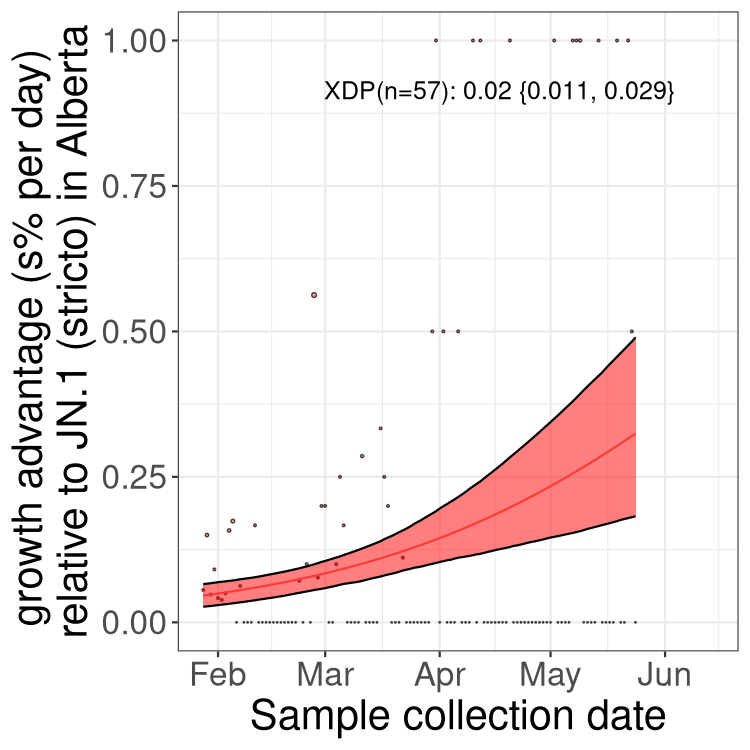 growth advantage (s% per day)
relative to JN.1 (stricto) in Alberta
1.00
XDP(n=57): 0.02 {0.011, 0.029}
0.75
0.50
0.25
0.00
Feb Mar Apr May Jun
Sample collection date